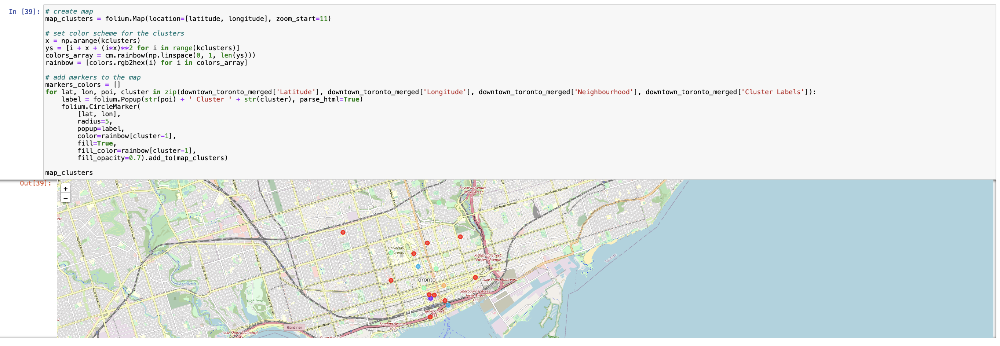 In [39]:
# create map
map_clusters = folium.Map(location=[latitude, longitude], zoom_start=11)
# set color scheme for the clusters
x = np.arange(kclusters)
ys = [i + x + (i*x)**2 for i in range(kclusters)]
colors_array = cm.rainbow(np.linspace(0, 1, len(ys)))
rainbow = [colors.rgb2hex(i) for i in colors_array]
# add markers to the map
markers_colors = []
for lat, lon, poi, cluster in zip(downtown_toronto_merged['Latitude'], downtown_toronto_merged['Longitude'], downtown_toronto_merged['Neighbourhood'], downtown_toronto_merged['Cluster Labels']):
    label = folium.Popup(str(poi) + ' Cluster ' + str(cluster), parse_html=True)
    folium.CircleMarker(
        [lat, lon],
        radius=5,
        popup=label,
        color=rainbow[cluster-1],
        fill=True,
        fill_color=rainbow[cluster-1],
        fill_opacity=0.7).add_to(map_clusters)
map_clusters
Out[39]:
+
−
Bayview Avenue;
Bloor Street
Danforth Avenue
Avenue Road
Weston Road
Danforth Avenue
Royal York Road
Don Valley Parkway
Kipling Avenue
University
Toronto
Keele Street
Richmond Street;
Eastern Avenue
Toronto
Jane Street
Toronto
Lake Shore Boulevard
Humber River
Kipling Avenue
Sherbourne Street;
Jarvis Street
155
High Park
Parkside Drive
Jarvis Street
155
Spadina Avenue
153
Gardiner
King Street West
Lake Shore Boulevard
145
Dunn Avenue
Tommy